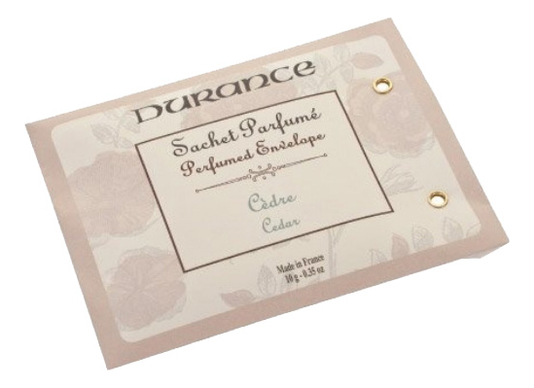 DURANCE
Sachet Parfumé
Perfumed Envelope
Cèdre
Cedar
Made in France
10 g - 0.35 oz